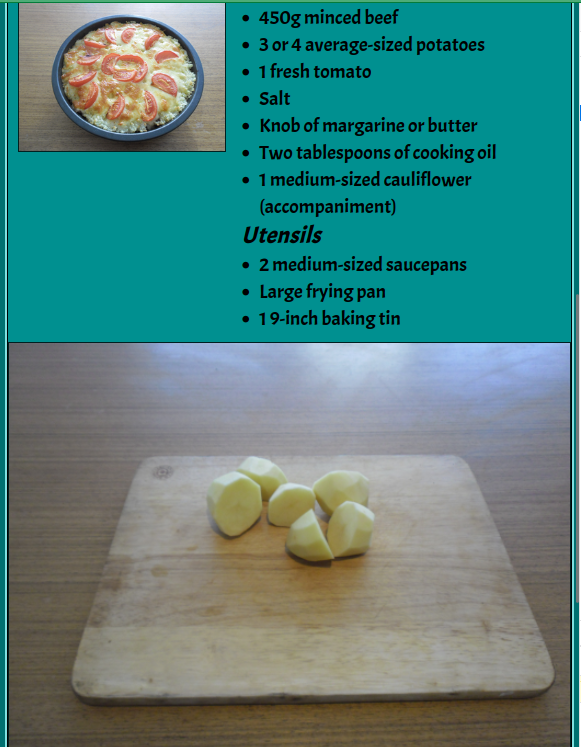 • 450g minced beef
• 3 or 4 average-sized potatoes
• 1 fresh tomato
• Salt
• Knob of margarine or butter
• Two tablespoons of cooking oil
• 1 medium-sized cauliflower
(accompaniment)
Utensils
• 2 medium-sized saucepans
• Large frying pan
• 1 9-inch baking tin